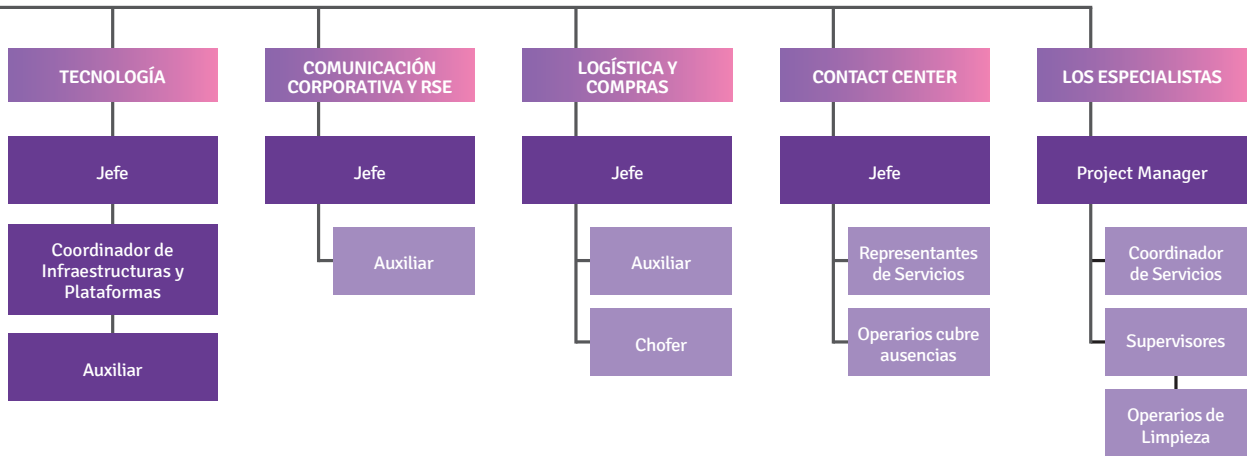 TECNOLOGÍA
Jefe
Coordinador de
Infraestructuras y
Plataformas
Auxiliar
COMUNICACIÓN
CORPORATIVA Y RSE
Jefe
Auxiliar
LOGÍSTICA Y
COMPRAS
Jefe
Auxiliar
Chofer
CONTACT CENTER
Jefe
Representantes
de Servicios
Operarios cubre
ausencias
LOS ESPECIALISTAS
Project Manager
Coordinador
de Servicios
Supervisores
Operarios de
Limpieza